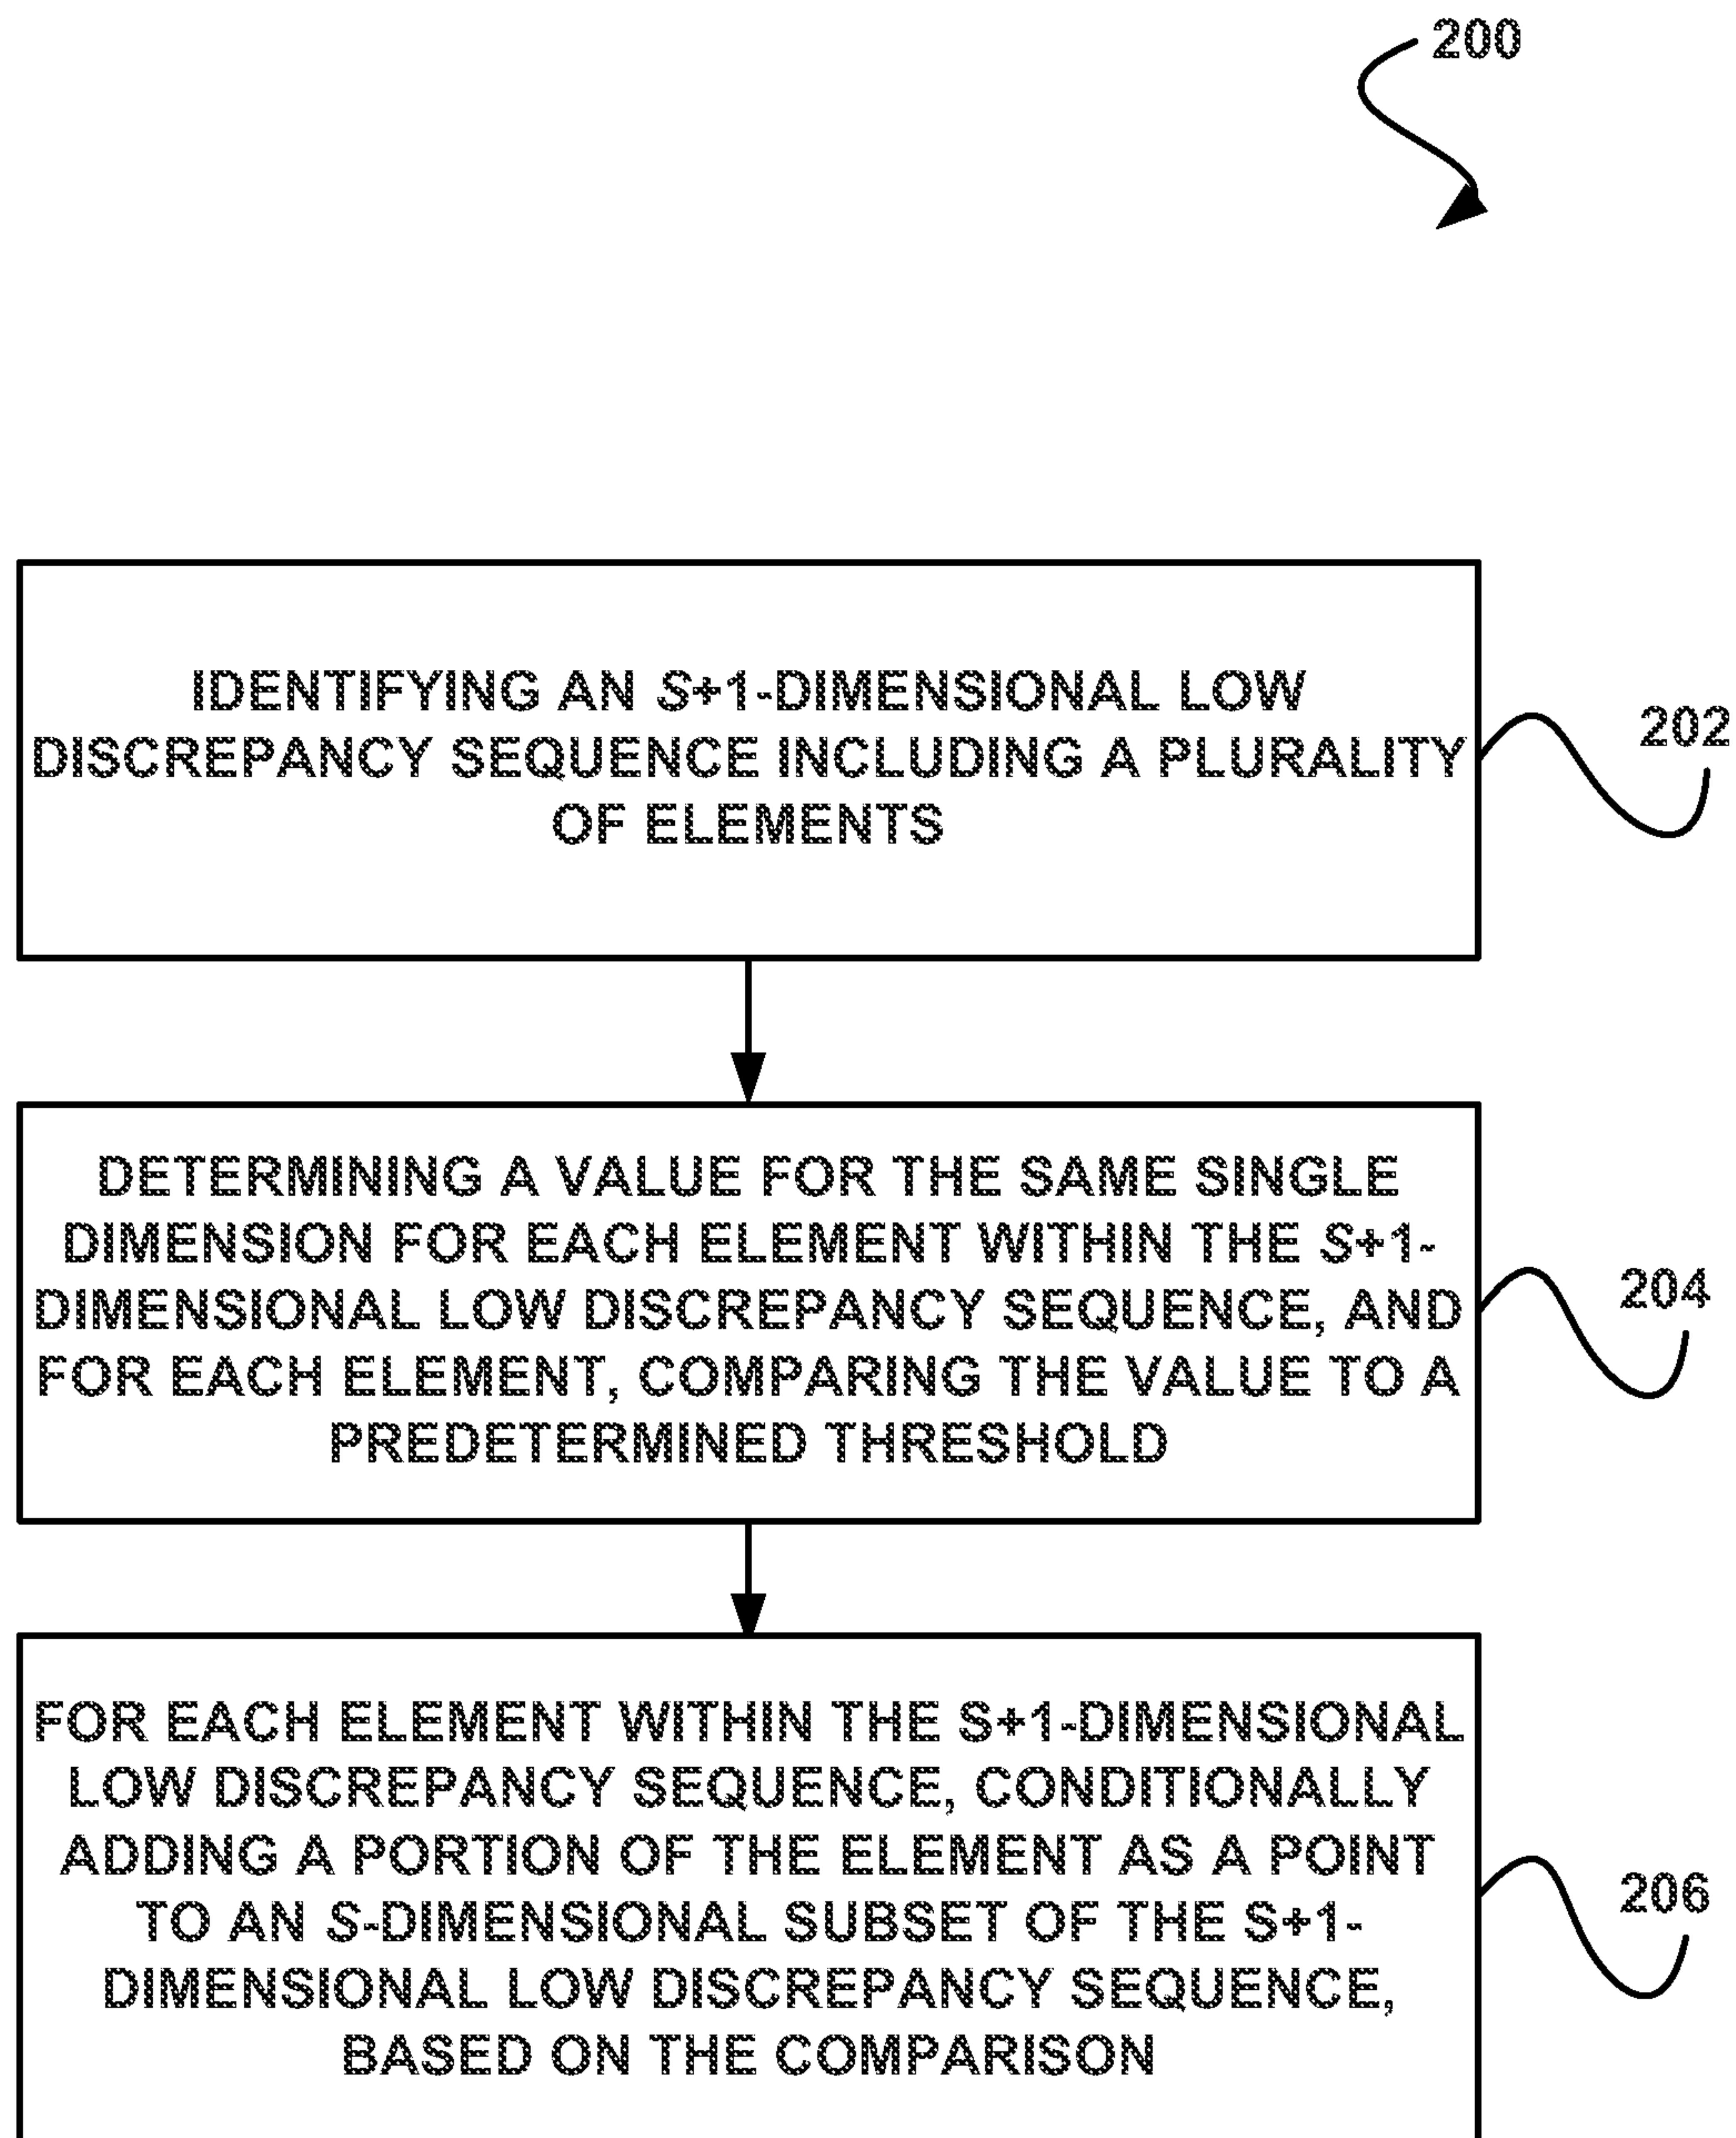 200
IDENTIFYING AN S+1-DIMENSIONAL LOW
DISCREPANCY SEQUENCE INCLUDING A PLURALITY
OF ELEMENTS
202
DETERMINING A VALUE FOR THE SAME SINGLE
DIMENSION FOR EACH ELEMENT WITHIN THE S+1-
DIMENSIONAL LOW DISCREPANCY SEQUENCE, AND
FOR EACH ELEMENT, COMPARING THE VALUE TO A
PREDETERMINED THRESHOLD
204
FOR EACH ELEMENT WITHIN THE S+1-DIMENSIONAL
LOW DISCREPANCY SEQUENCE, CONDITIONALLY
ADDING A PORTION OF THE ELEMENT AS A POINT
TO AN S-DIMENSIONAL SUBSET OF THE S+1-
DIMENSIONAL LOW DISCREPANCY SEQUENCE,
BASED ON THE COMPARISON
206